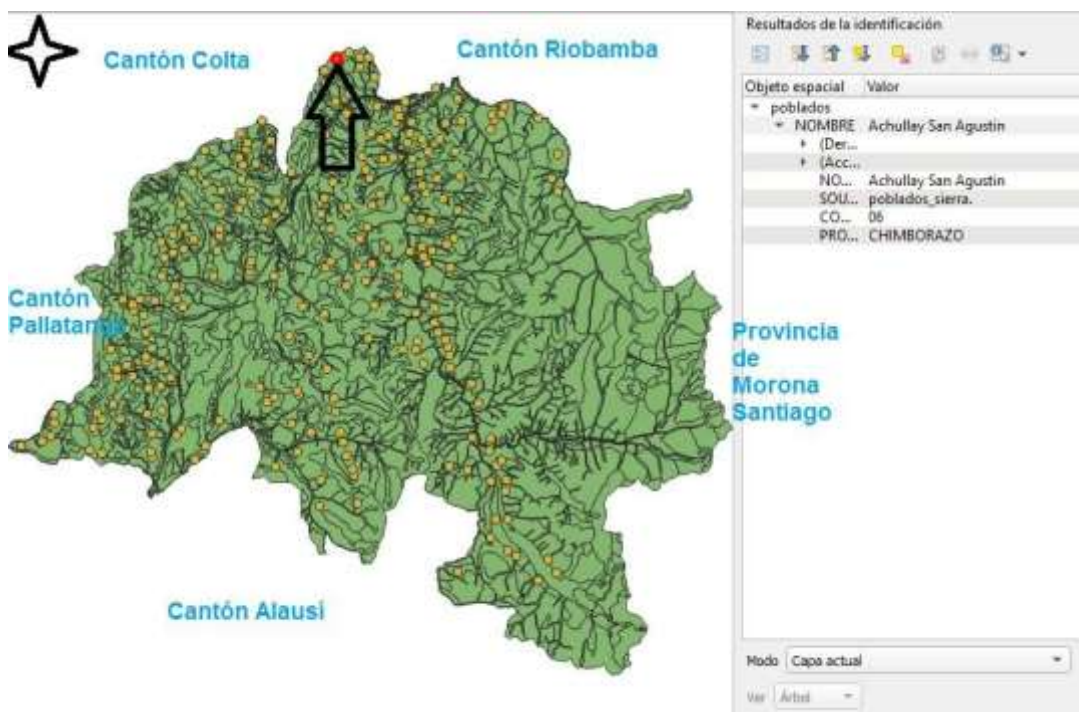 Cantón Colta
Cantón Riobamba
Cantón
Pallatanga
Provincia
de
Morona
Santiago
Cantón Alausi
Resultados de la identificación
Objeto espacial Valor
poblados
NOMBRE Achullay San Agustin
(Der...
(Acc...
NO... Achullay San Agustin
SOU... poblados_sierra.
CO... 06
PRO... CHIMBORAZO
Modo Capa actual
Ver Árbol